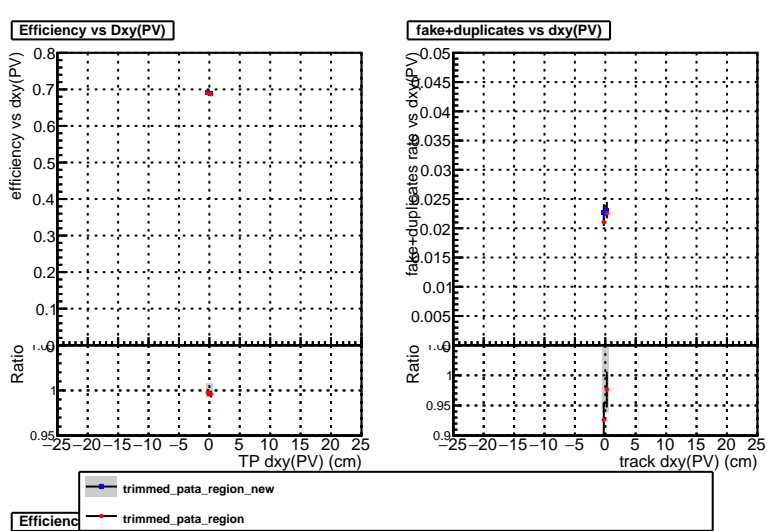 Efficiency vs Dxy(PV)
efficiency vs dxy(PV)
0.8
0.7
0.6
0.5
0.4
0.3
0.2
0.1
0
Ratio
1
0.95
−25 −20 −15 −10 −5 0 5 10 15 20 25
TP dxy(PV) (cm)
fake+duplicates vs dxy(PV)
fake+duplicates rate vs dxy(PV)
0.05
0.045
0.04
0.035
0.03
0.025
0.02
0.015
0.01
0.005
0
Ratio
1
0.95
0.9
−25 −20 −15 −10 −5 0 5 10 15 20 25
track dxy(PV) (cm)
trimmed_pata_region_new
trimmed_pata_region
Efficienc